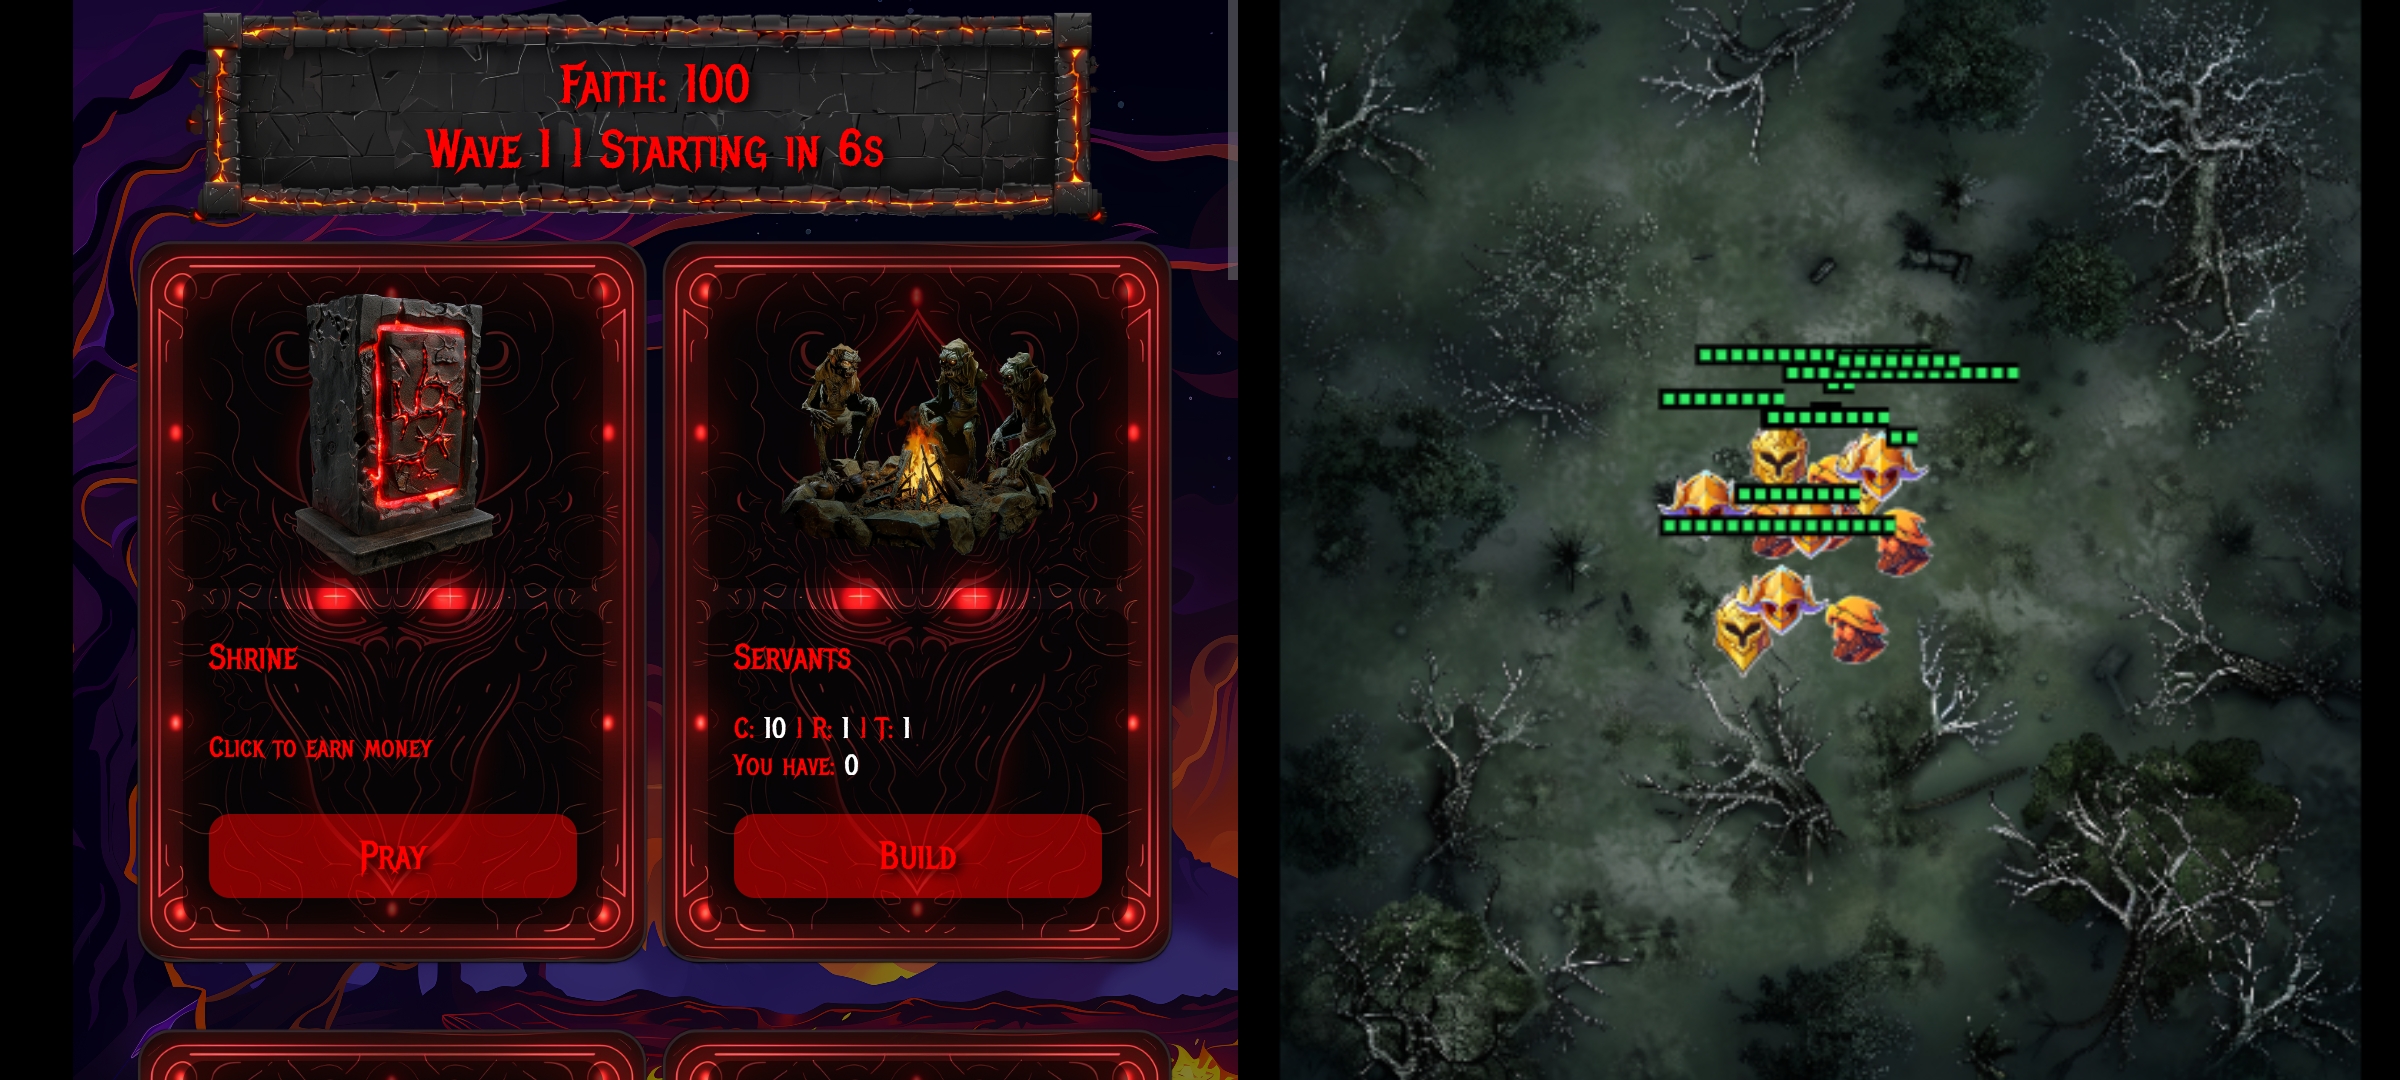 Faith: 100
Wave 1 | Starting in 6s
Shrine
Click to earn money
Pray
Servants
C: 10 | R: 1 | T: 1
You have: 0
Build